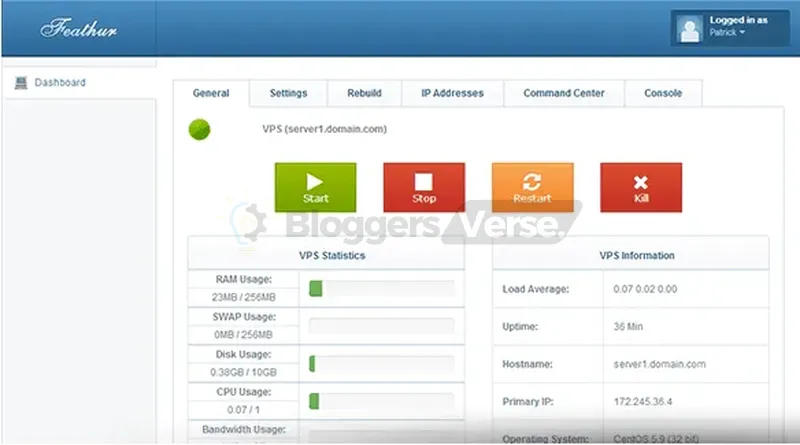 Feathur
Logged in as
Patrick
Dashboard
General
Settings
Rebuild
IP Addresses
Command Center
Console
VPS (server1.domain.com)
Start
Stop
Restart
Kill
Bloggers Verse.
VPS Statistics
RAM Usage:
23MB / 256MB
SWAP Usage:
0MB / 256MB
Disk Usage:
0.38GB / 10GB
CPU Usage:
0.07 / 1
Bandwidth Usage:
VPS Information
Load Average:
0.07 0.02 0.00
Uptime:
36 Min
Hostname:
server1.domain.com
Primary IP:
172.245.36.4
Operating System:
CentOS 5.9 (32 bit)